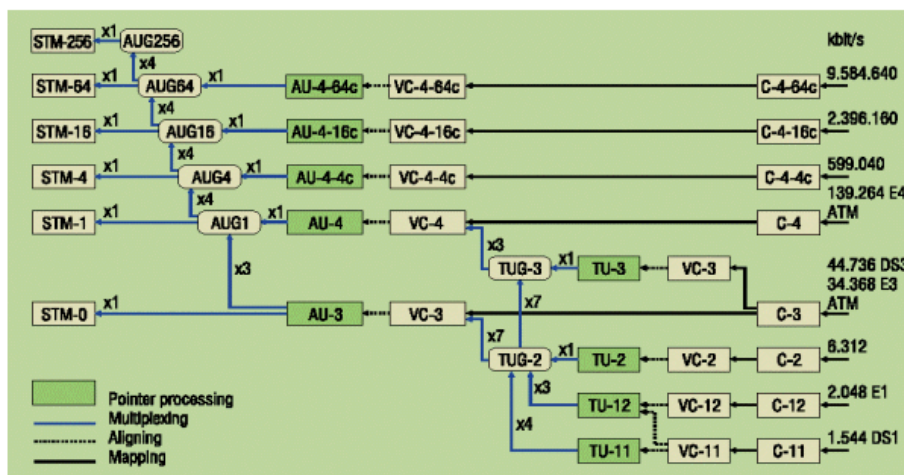 STM-256 x1 AUG256 kbit/s
x4
STM-64 x1 AUG64 x1 AU-4-64c VC-4-64c C-4-64c 9.584.640
x4
STM-16 x1 AUG16 x1 AU-4-16c VC-4-16c C-4-16c 2.396.160
x4
STM-4 x1 AUG4 x1 AU-4-4c VC-4-4c C-4-4c 599.040
x4
139.264 E4
STM-1 x1 AUG1 x1 AU-4 VC-4 C-4 ATM
x3
x3
TUG-3 x1 TU-3 VC-3
44.736 DS3
34.368 E3
x7
STM-0 x1 AU-3 VC-3 C-3 ATM
x7
TUG-2 x1 TU-2 VC-2 C-2 6.312
x3
TU-12 VC-12 C-12 2.048 E1
x4
TU-11 VC-11 C-11 1.544 DS1
Pointer processing
Multiplexing
Aligning
Mapping